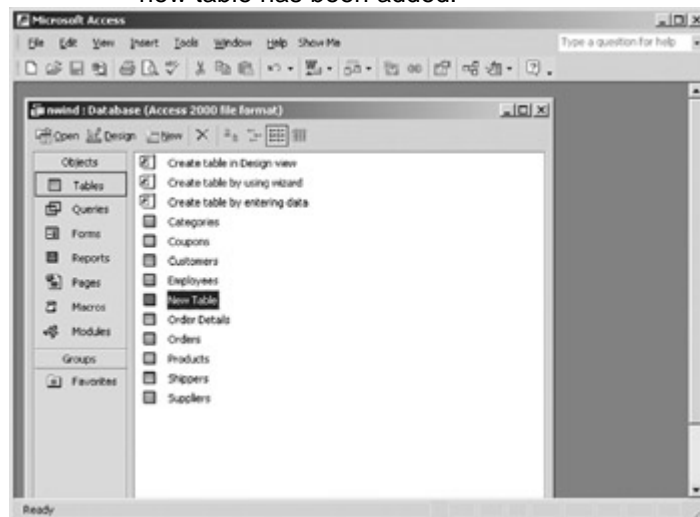 new table has been added.
Microsoft Access
File Edit View Insert Tools Window Help Show Me Type a question for help
nwind : Database (Access 2000 file format)
Open Design New
Objects
Tables
Queries
Forms
Reports
Pages
Macros
Modules
Groups
Favorites
Create table in Design view
Create table by using wizard
Create table by entering data
Categories
Coupons
Customers
Employees
New Table
Order Details
Orders
Products
Shippers
Suppliers
Ready